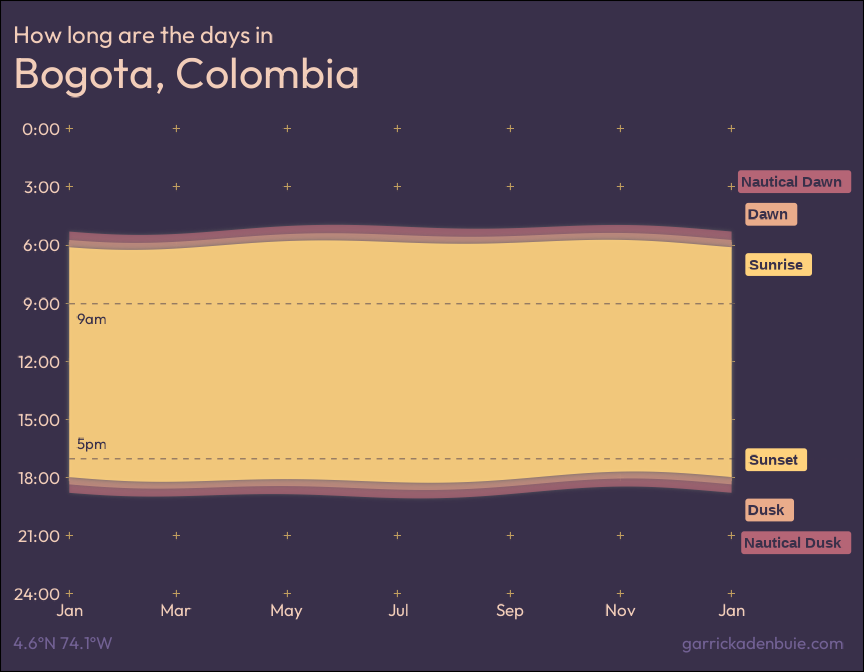 How long are the days in
Bogota, Colombia
0:00
3:00
Nautical Dawn
Dawn
6:00
Sunrise
9:00
9am
12:00
15:00
5pm
Sunset
18:00
Dusk
21:00
Nautical Dusk
24:00
Jan Mar May Jul Sep Nov Jan
4.6°N 74.1°W
garrickadenbuie.com